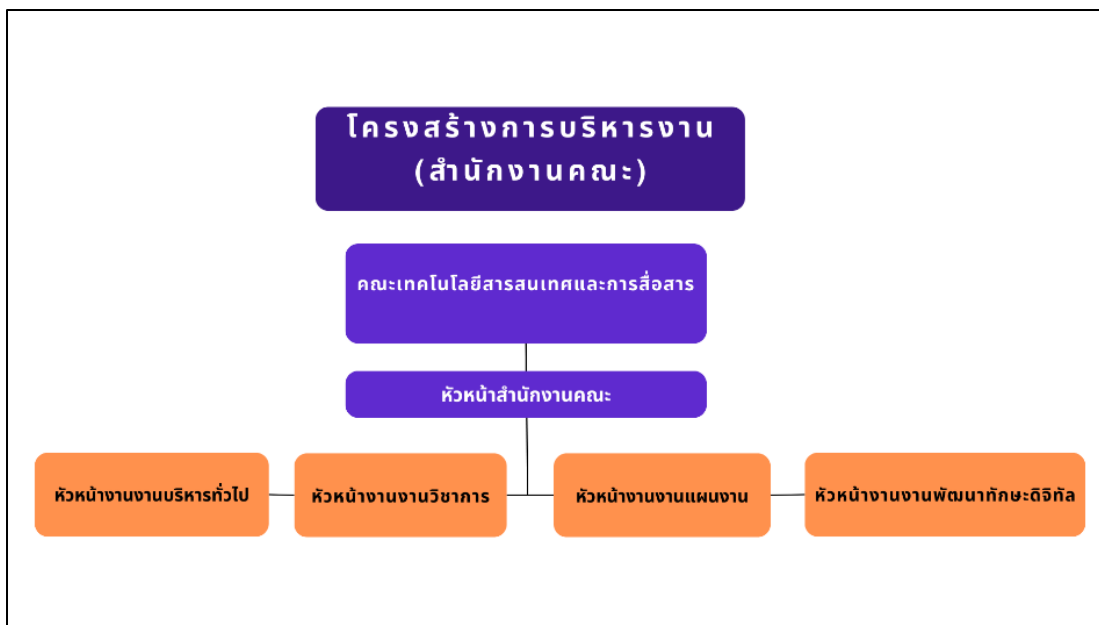 โครงสร้างการบริหารงาน
(สำนักงานคณะ)
คณะเทคโนโลยีสารสนเทศและการสื่อสาร
หัวหน้าสำนักงานคณะ
หัวหน้างานงานบริหารทั่วไป
หัวหน้างานงานวิชาการ
หัวหน้างานงานแผนงาน
หัวหน้างานงานพัฒนาทักษะดิจิทัล